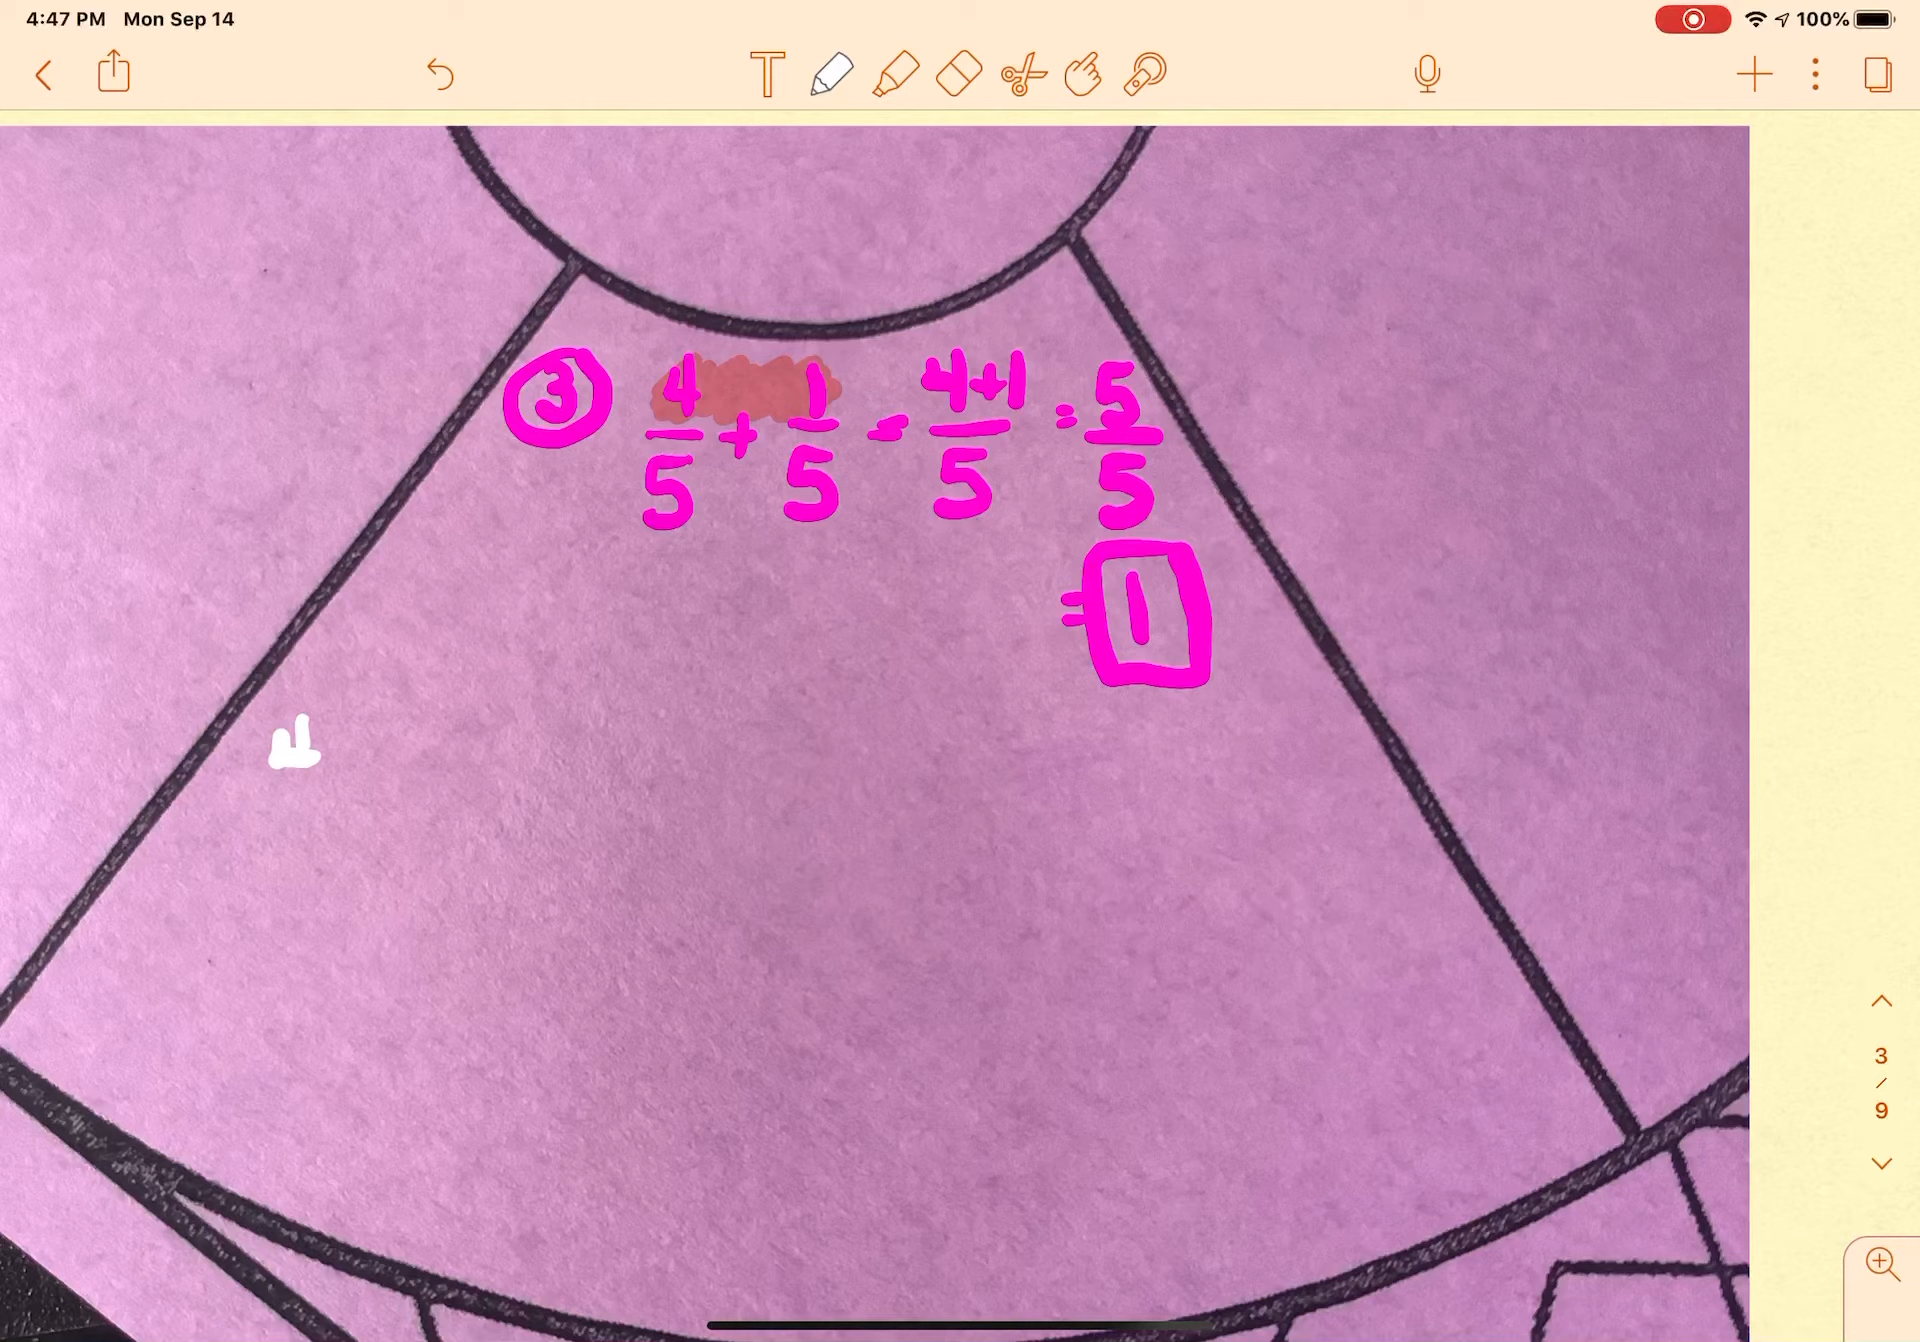 4:47 PM Mon Sep 14
100%
T
③ 4/5 + 1/5 = 4+1/5 = 5/5
= 1
3
/
9